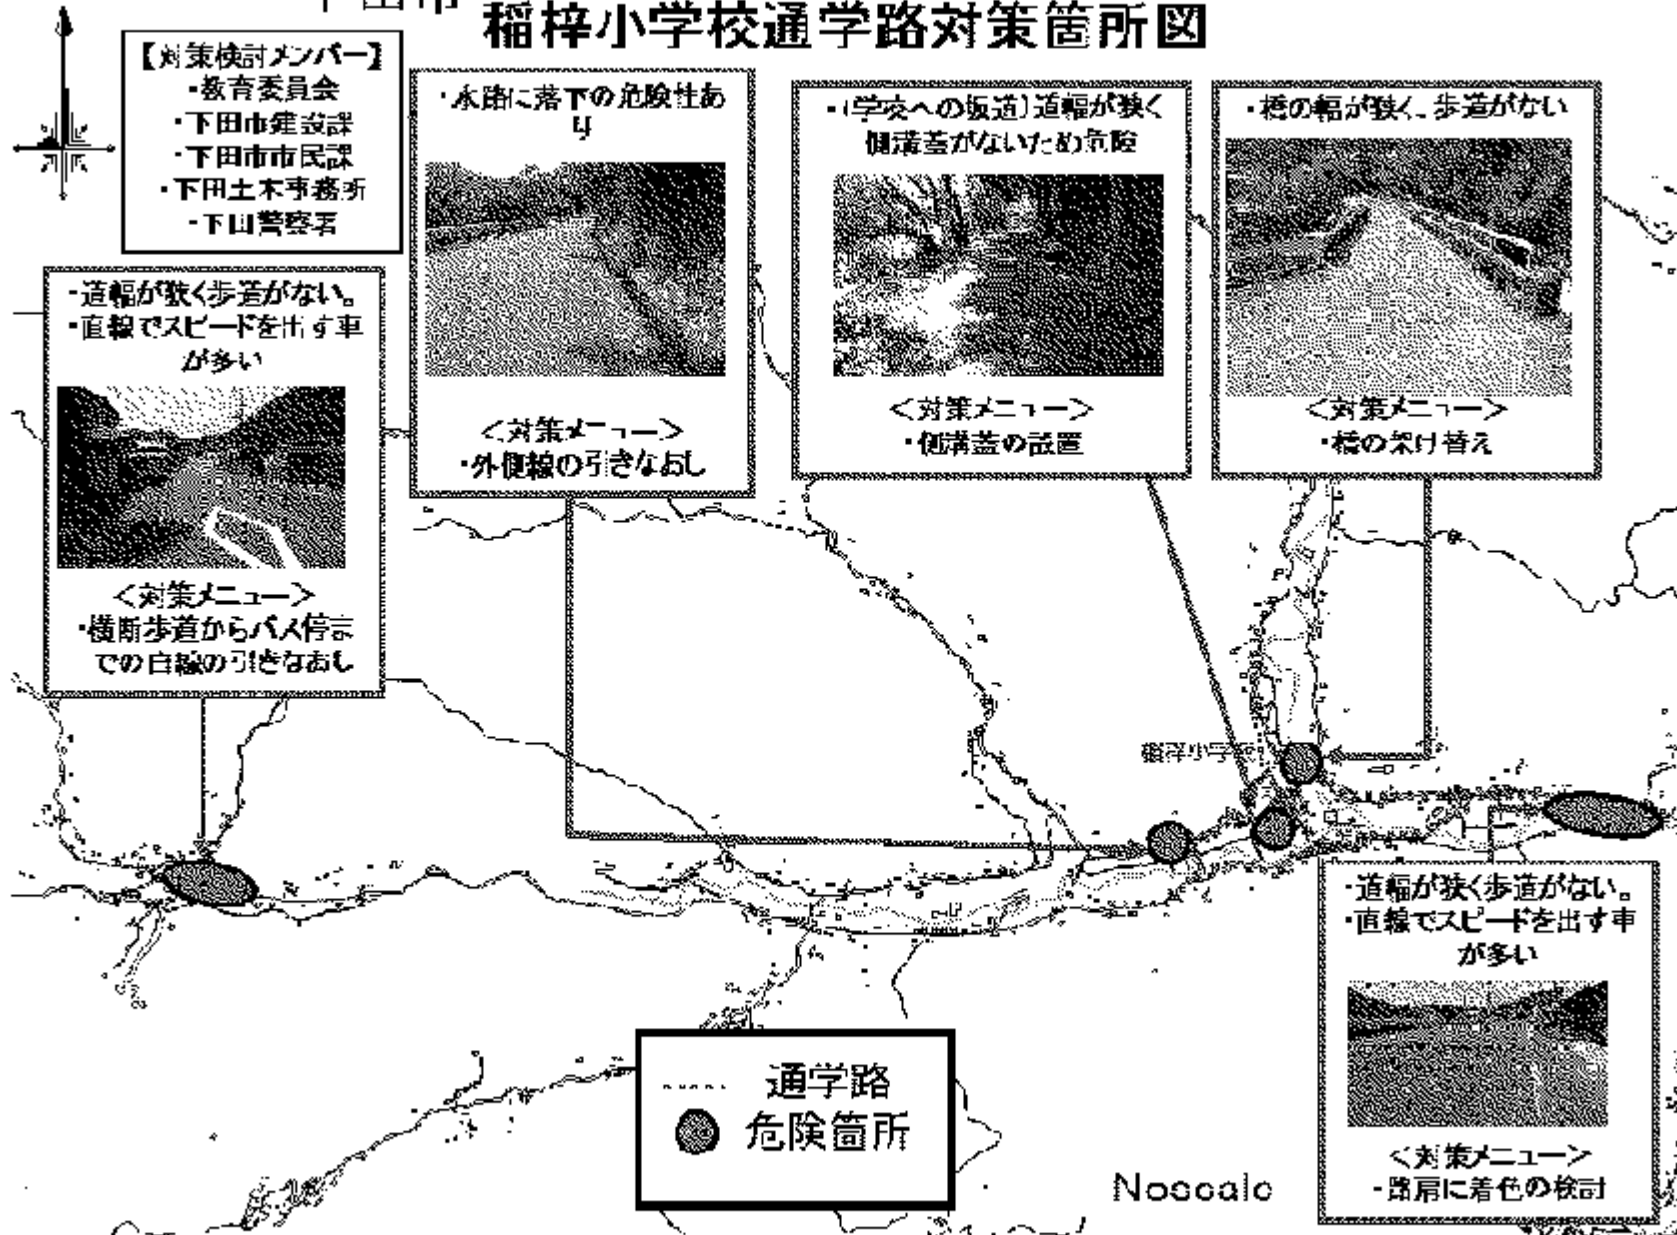 下田市 稲梓小学校通学路対策箇所図
【対策検討メンバー】
・教育委員会
・下田市建設課
・下田市市民課
・下田土木事務所
・下田警察署
・水路に落下の危険性あ
り
<対策メニュー>
・外側線の引きなおし
・(学校への坂道)道幅が狭く
側溝蓋がないため危険
<対策メニュー>
・側溝蓋の設置
・橋の幅が狭く、歩道がない
<対策メニュー>
・橋の架け替え
・道幅が狭く歩道がない。
・直線でスピードを出す車
が多い
<対策メニュー>
・横断歩道からバス停ま
での白線の引きなおし
稲梓小学
・道幅が狭く歩道がない。
・直線でスピードを出す車
が多い
<対策メニュー>
・路肩に着色の検討
通学路
危険箇所
Noscale